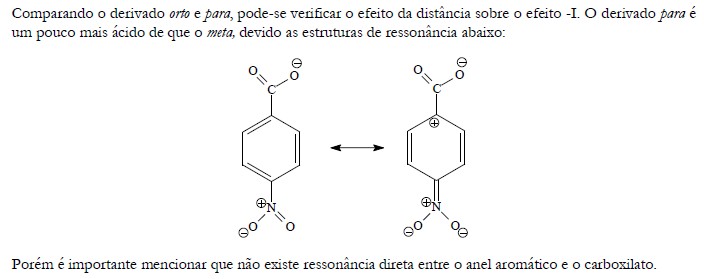 Comparando o derivado orto e para, pode-se verificar o efeito da distância sobre o efeito -I. O derivado para é
um pouco mais ácido de que o meta, devido as estruturas de ressonância abaixo:
⊖ ⊖
O O O O
C C
⊕
⊕N ⊕N
⊖O O ⊖O O⊖
Porém é importante mencionar que não existe ressonância direta entre o anel aromático e o carboxilato.